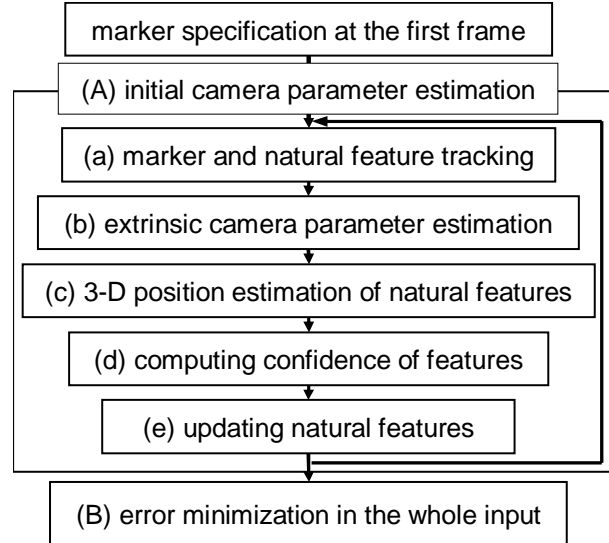 marker specification at the first frame
(A) initial camera parameter estimation
(a) marker and natural feature tracking
(b) extrinsic camera parameter estimation
(c) 3-D position estimation of natural features
(d) computing confidence of features
(e) updating natural features
(B) error minimization in the whole input